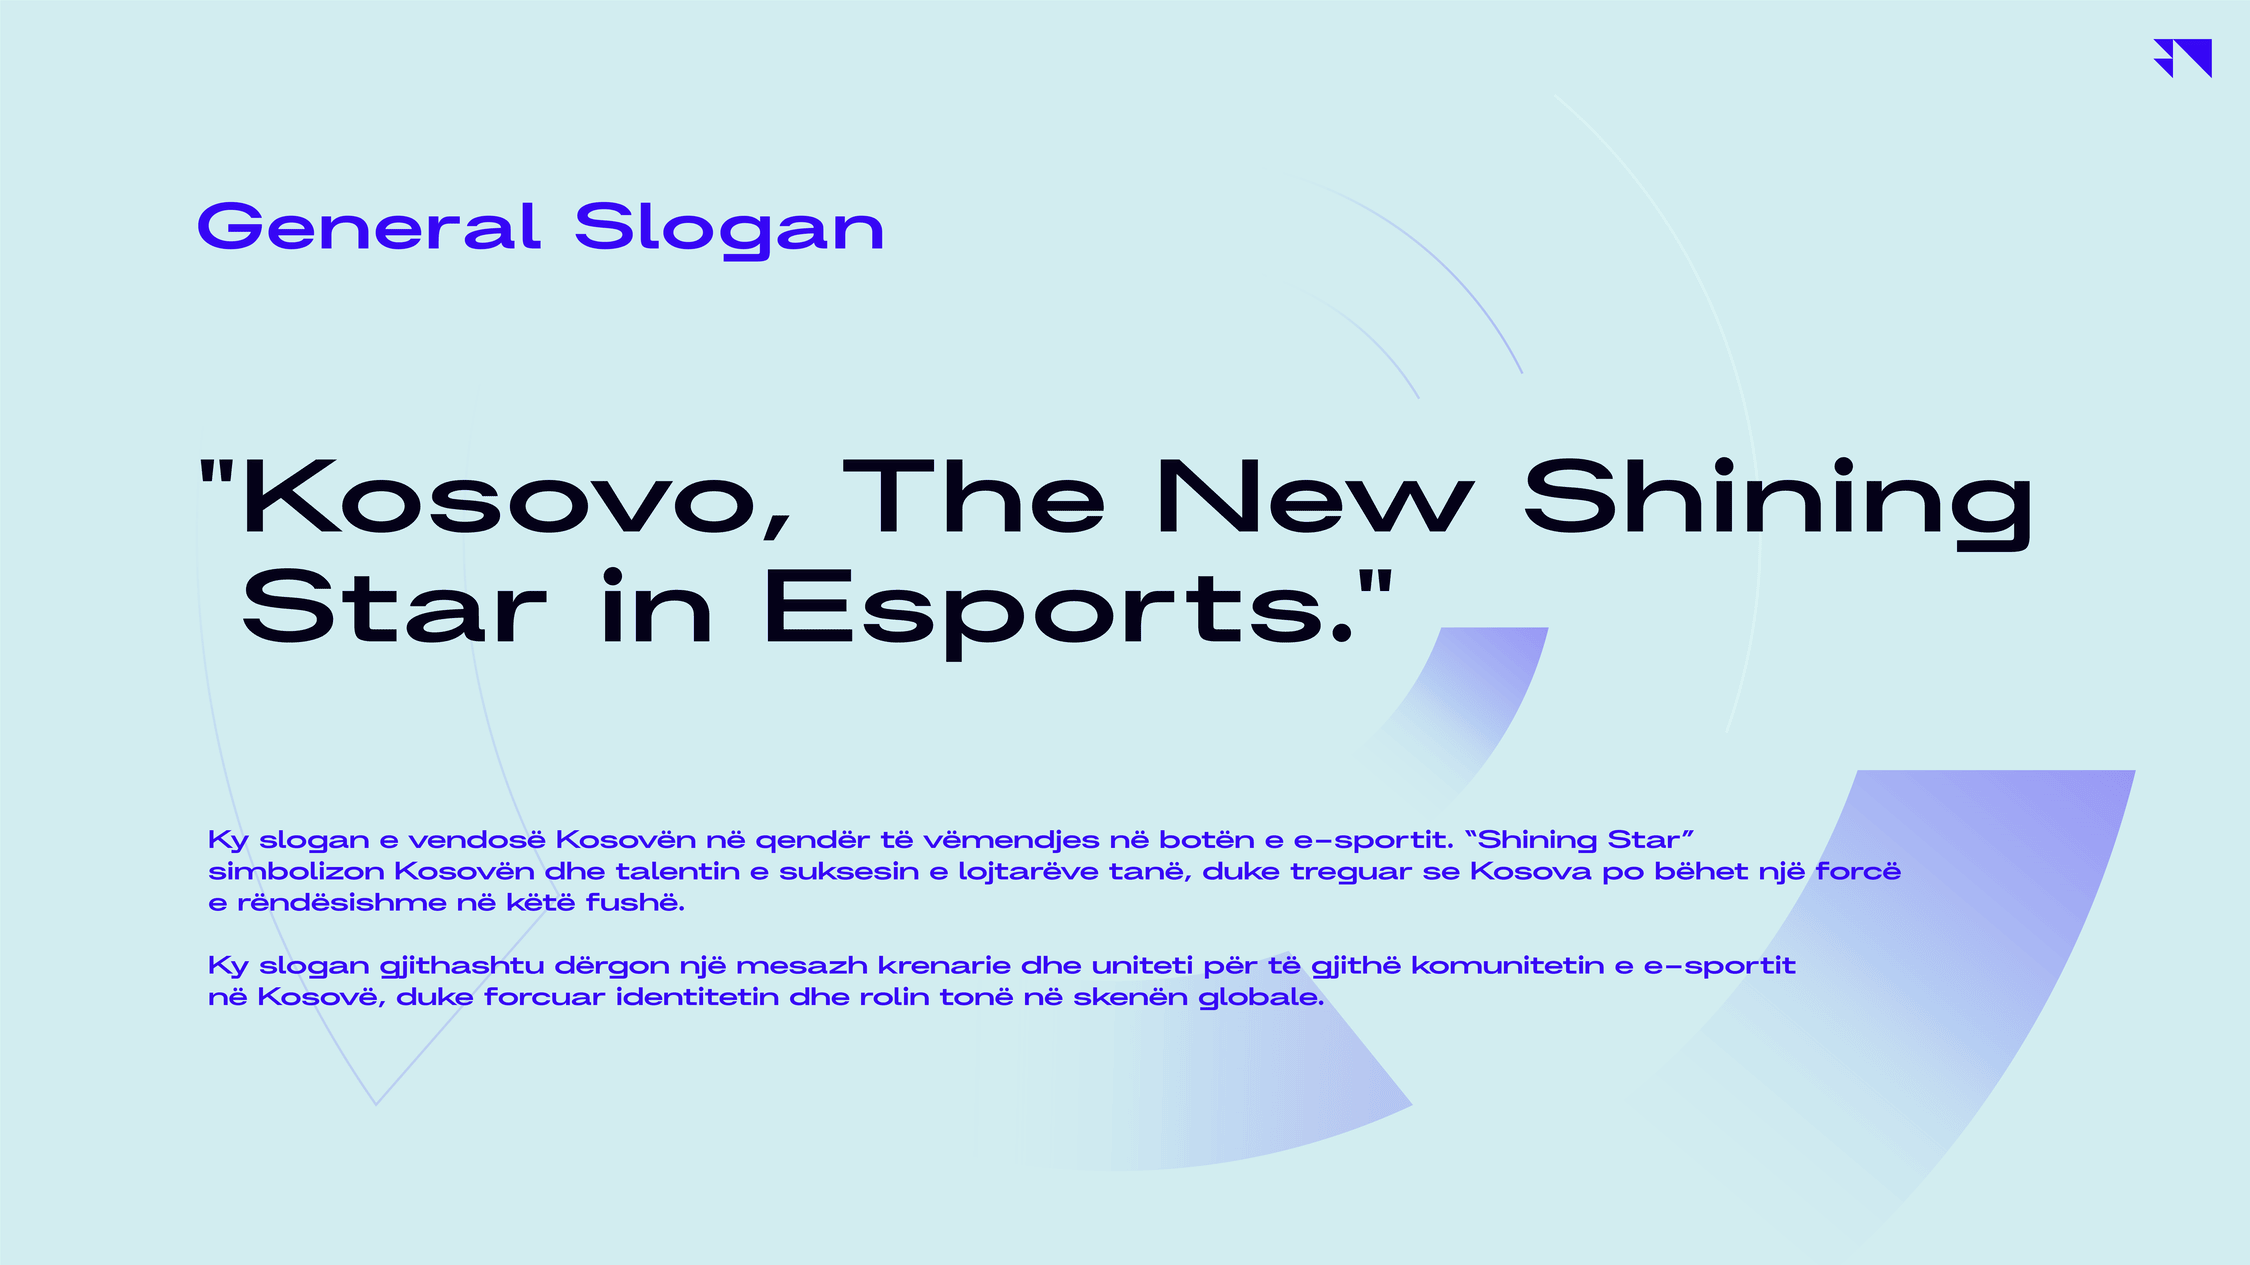 General Slogan
"Kosovo, The New Shining
Star in Esports."
Ky slogan e vendosë Kosovën në qendër të vëmendjes në botën e e-sportit. “Shining Star”
simbolizon Kosovën dhe talentin e suksesin e lojtarëve tanë, duke treguar se Kosova po bëhet një forcë
e rëndësishme në këtë fushë.
Ky slogan gjithashtu dërgon një mesazh krenarie dhe uniteti për të gjithë komunitetin e e-sportit
në Kosovë, duke forcuar identitetin dhe rolin tonë në skenën globale.